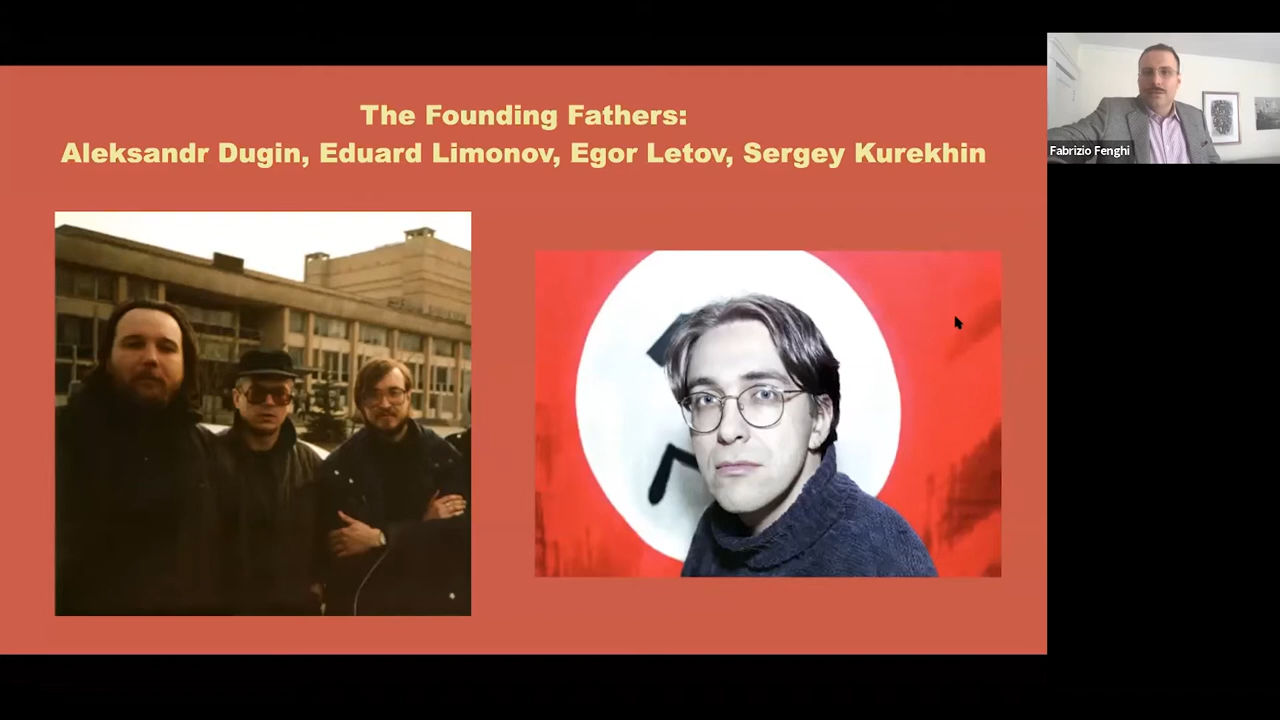 The Founding Fathers:
Aleksandr Dugin, Eduard Limonov, Egor Letov, Sergey Kurekhin
Fabrizio Fenghi